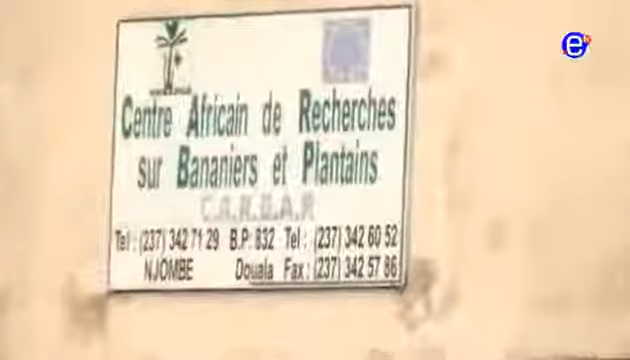 Centre Africain de Recherches
sur Bananiers et Plantains
Tel : (237) 342 71 29 B.P: 832 Tel : (237) 342 60 52
NJOMBE Douala Fax : (237) 342 57 86
e